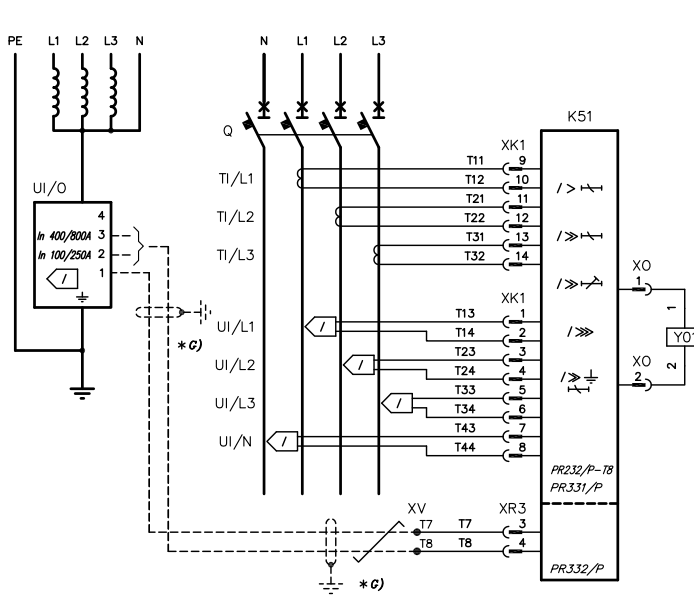 PE L1 L2 L3 N
N L1 L2 L3
K51
Q
XK1
T11 9
T12 10
T21 11
T22 12
T31 13
T32 14
TI/L1
TI/L2
TI/L3
UI/O
4
In 400/800A 3
In 100/250A 2
1
/
*G)
XK1
T13 1
T14 2
T23 3
T24 4
T33 5
T34 6
T43 7
T44 8
UI/L1 /
UI/L2 /
UI/L3 /
UI/N /
/>
/≫
/≫
/⋙
/≫
XO
1
1
YO1
2
XO
2
PR232/P-T8
PR331/P
XV XR3
T7 T7 3
T8 T8 4
*G)
PR332/P